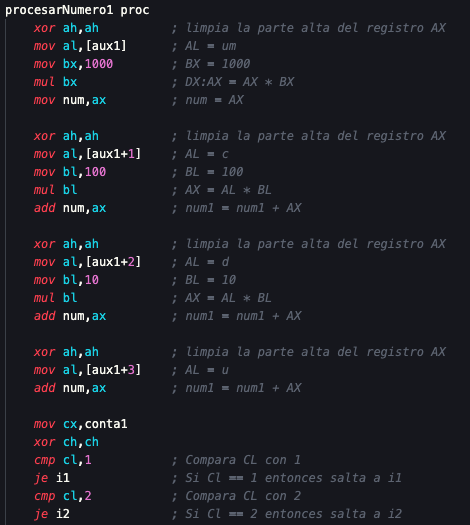 procesarNumero1 proc
xor ah,ah ; limpia la parte alta del registro AX
mov al,[aux1] ; AL = um
mov bx,1000 ; BX = 1000
mul bx ; DX:AX = AX * BX
mov num,ax ; num = AX
xor ah,ah ; limpia la parte alta del registro AX
mov al,[aux1+1] ; AL = c
mov bl,100 ; BL = 100
mul bl ; AX = AL * BL
add num,ax ; num1 = num1 + AX
xor ah,ah ; limpia la parte alta del registro AX
mov al,[aux1+2] ; AL = d
mov bl,10 ; BL = 10
mul bl ; AX = AL * BL
add num,ax ; num1 = num1 + AX
xor ah,ah ; limpia la parte alta del registro AX
mov al,[aux1+3] ; AL = u
add num,ax ; num1 = num1 + AX
mov cx,conta1
xor ch,ch
cmp cl,1 ; Compara CL con 1
je i1 ; Si Cl == 1 entonces salta a i1
cmp cl,2 ; Compara CL con 2
je i2 ; Si Cl == 2 entonces salta a i2